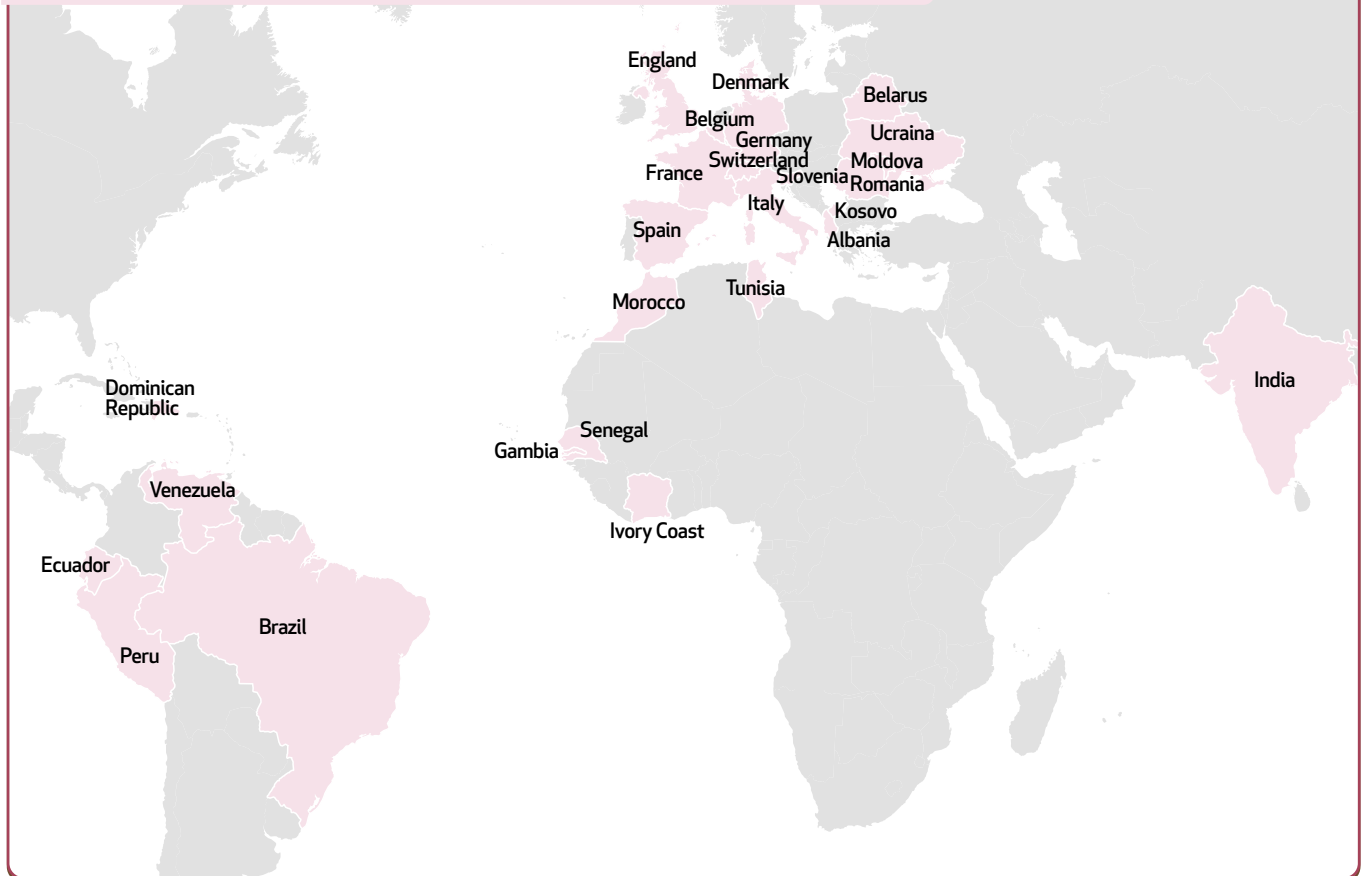 England
Denmark
Belarus
Belgium
Ucraina
Germany
Switzerland
Moldova
France
Slovenia
Romania
Italy
Kosovo
Spain
Albania
Tunisia
Morocco
India
Dominican
Republic
Senegal
Gambia
Venezuela
Ivory Coast
Ecuador
Brazil
Peru